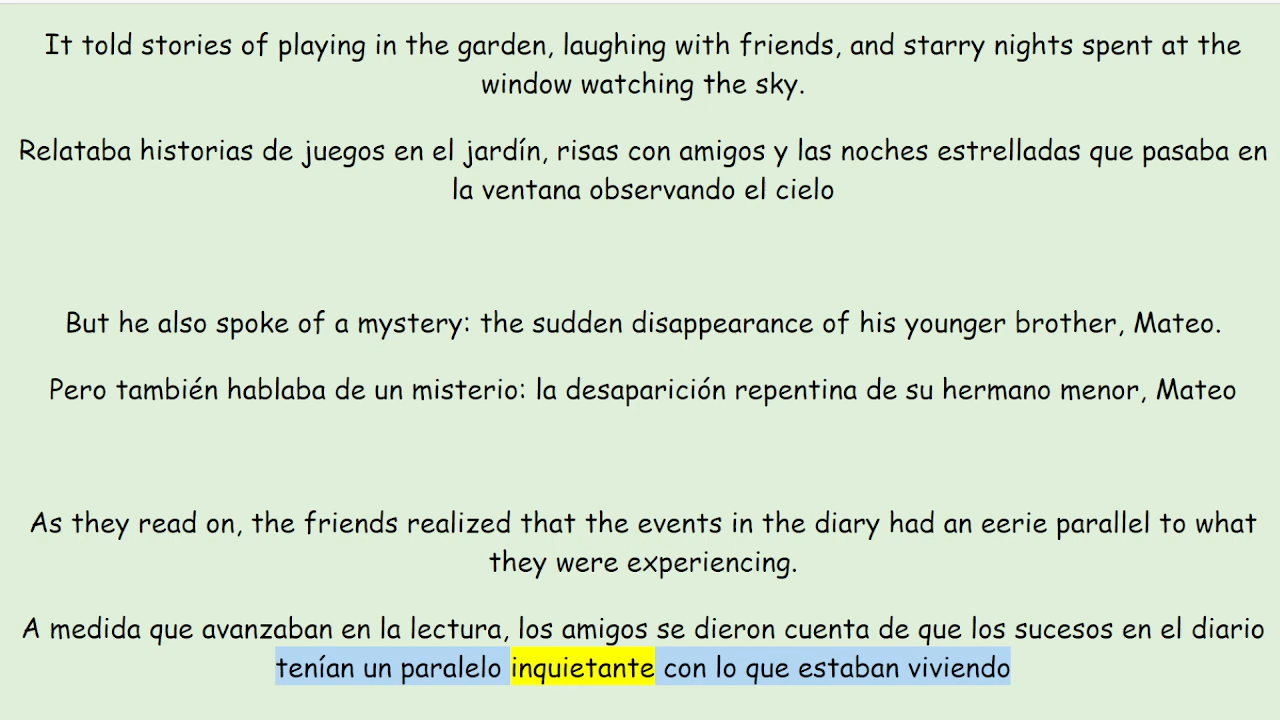 It told stories of playing in the garden, laughing with friends, and starry nights spent at the
window watching the sky.
Relataba historias de juegos en el jardín, risas con amigos y las noches estrelladas que pasaba en
la ventana observando el cielo
But he also spoke of a mystery: the sudden disappearance of his younger brother, Mateo.
Pero también hablaba de un misterio: la desaparición repentina de su hermano menor, Mateo
As they read on, the friends realized that the events in the diary had an eerie parallel to what
they were experiencing.
A medida que avanzaban en la lectura, los amigos se dieron cuenta de que los sucesos en el diario
tenían un paralelo inquietante con lo que estaban viviendo